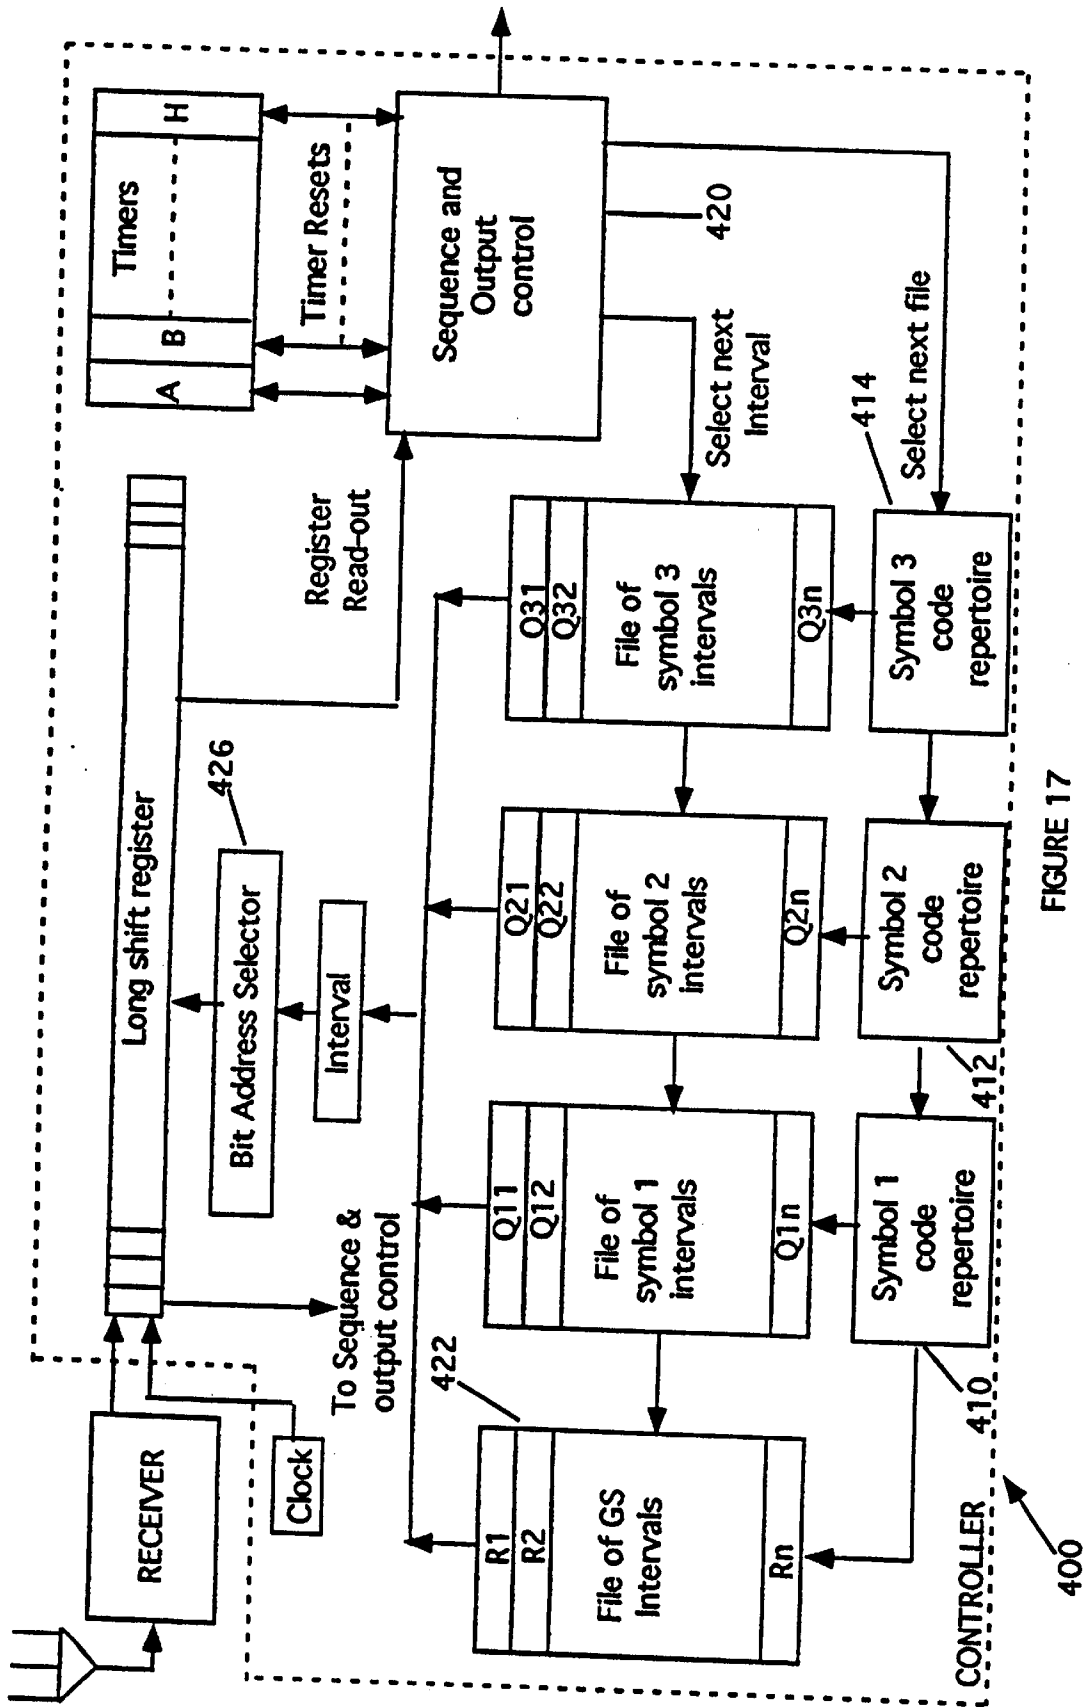 RECEIVER
Clock
Long shift register
Bit Address Selector
426
Interval
To Sequence &
output control
Register
Read-out
A
B
Timers
H
Timer Resets
Sequence and
Output
control
420
Select next
Interval
Select next file
422
R1
R2
File of GS
Intervals
Rn
Q11
Q12
File of
symbol 1
intervals
Q1n
Q21
Q22
File of
symbol 2
intervals
Q2n
Q31
Q32
File of
symbol 3
intervals
Q3n
Symbol 1
code
repertoire
410
Symbol 2
code
repertoire
412
Symbol 3
code
repertoire
414
CONTROLLER
400
FIGURE 17